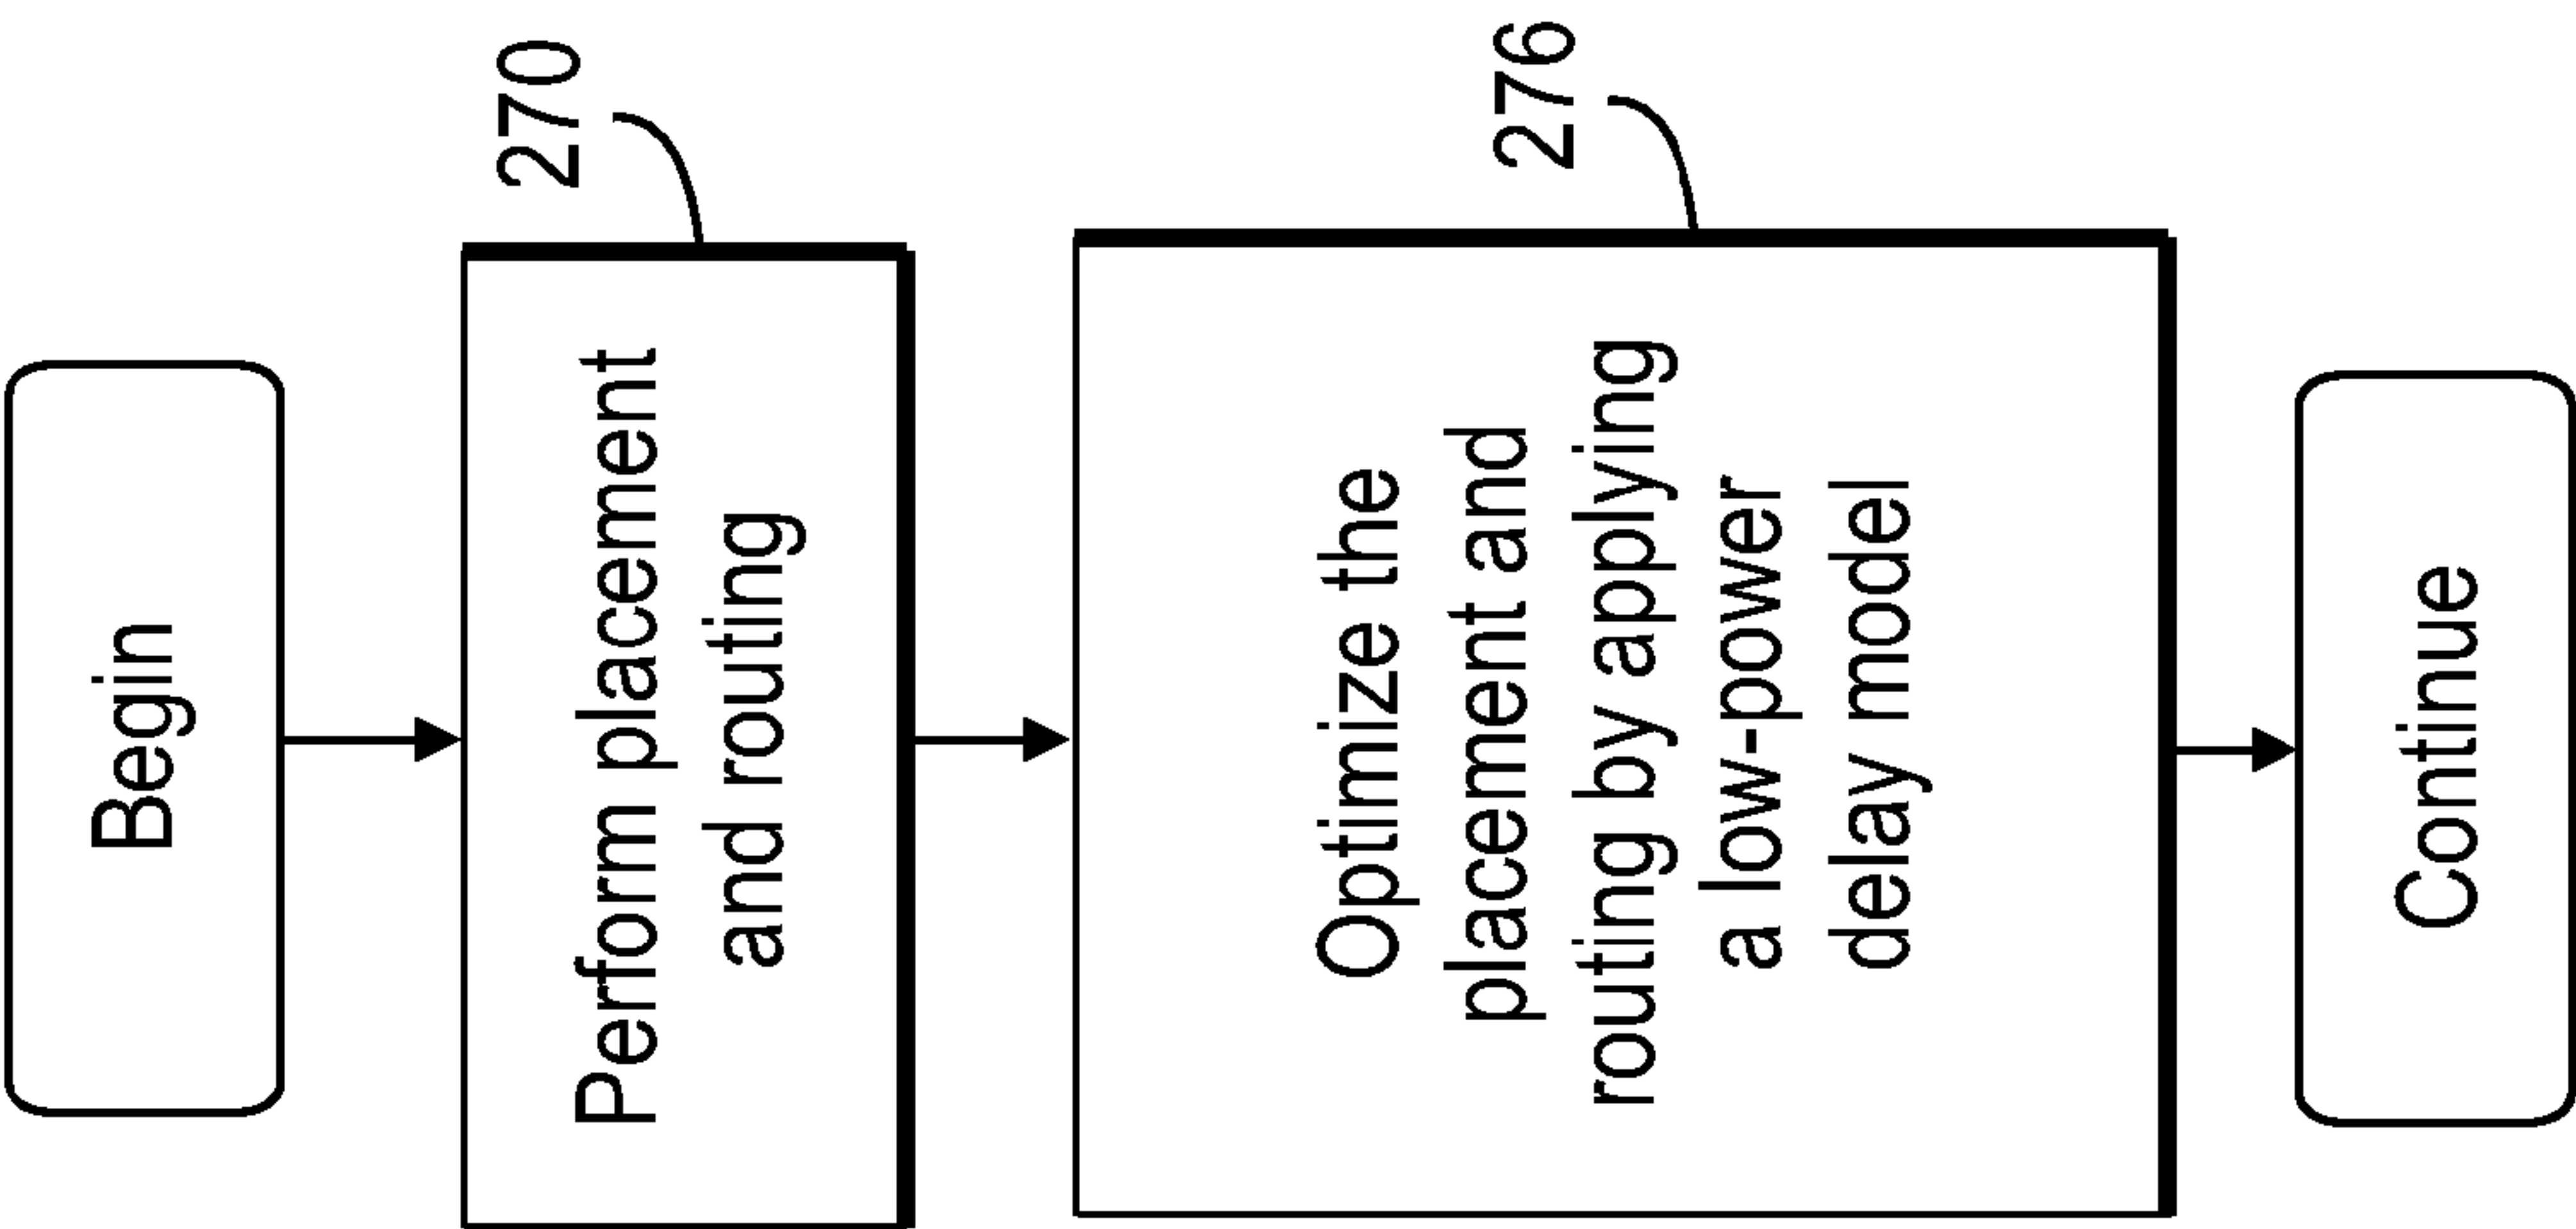 Begin
270
Perform placement
and routing
276
Optimize the
placement and
routing by applying
a low-power
delay model
Continue